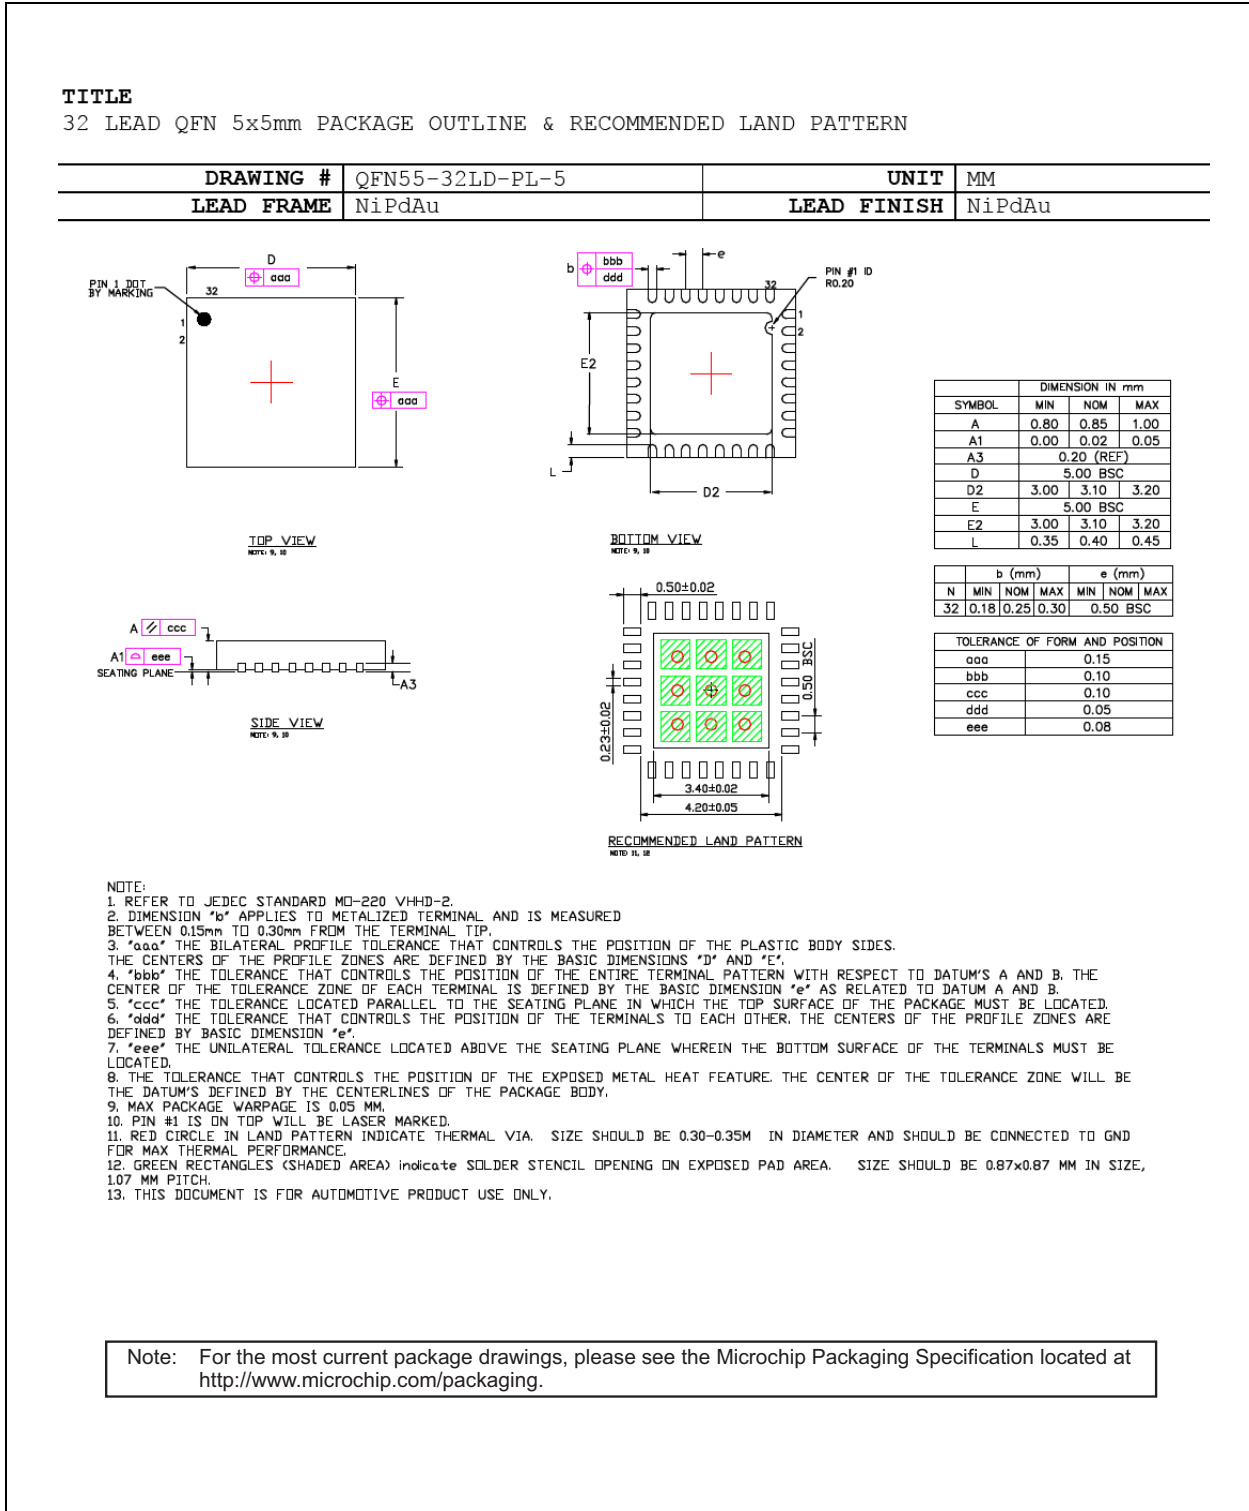 TITLE
32 LEAD QFN 5x5mm PACKAGE OUTLINE & RECOMMENDED LAND PATTERN
DRAWING # QFN55-32LD-PL-5 UNIT MM
LEAD FRAME NiPdAu LEAD FINISH NiPdAu
D
aaa
PIN 1 DOT
BY MARKING
32
1
2
E
aaa
TOP VIEW
NOTE: 9, 10
b bbb
ddd
e
PIN #1 ID
R0.20
32
1
2
E2
L
D2
BOTTOM VIEW
NOTE: 9, 10
A ccc
A1 eee
SEATING PLANE
A3
SIDE VIEW
NOTE: 9, 10
0.50±0.02
0.50 BSC
0.23±0.02
3.40±0.02
4.20±0.05
RECOMMENDED LAND PATTERN
NOTE: 11, 12
DIMENSION IN mm
SYMBOL MIN NOM MAX
A 0.80 0.85 1.00
A1 0.00 0.02 0.05
A3 0.20 (REF)
D 5.00 BSC
D2 3.00 3.10 3.20
E 5.00 BSC
E2 3.00 3.10 3.20
L 0.35 0.40 0.45
b (mm) e (mm)
N MIN NOM MAX MIN NOM MAX
32 0.18 0.25 0.30 0.50 BSC
TOLERANCE OF FORM AND POSITION
aaa 0.15
bbb 0.10
ccc 0.10
ddd 0.05
eee 0.08
NOTE:
1. REFER TO JEDEC STANDARD MO-220 VHHD-2.
2. DIMENSION "b" APPLIES TO METALIZED TERMINAL AND IS MEASURED
BETWEEN 0.15mm TO 0.30mm FROM THE TERMINAL TIP.
3. "aaa" THE BILATERAL PROFILE TOLERANCE THAT CONTROLS THE POSITION OF THE PLASTIC BODY SIDES.
THE CENTERS OF THE PROFILE ZONES ARE DEFINED BY THE BASIC DIMENSIONS "D" AND "E".
4. "bbb" THE TOLERANCE THAT CONTROLS THE POSITION OF THE ENTIRE TERMINAL PATTERN WITH RESPECT TO DATUM'S A AND B. THE
CENTER OF THE TOLERANCE ZONE OF EACH TERMINAL IS DEFINED BY THE BASIC DIMENSION "e" AS RELATED TO DATUM A AND B.
5. "ccc" THE TOLERANCE LOCATED PARALLEL TO THE SEATING PLANE IN WHICH THE TOP SURFACE OF THE PACKAGE MUST BE LOCATED.
6. "ddd" THE TOLERANCE THAT CONTROLS THE POSITION OF THE TERMINALS TO EACH OTHER. THE CENTERS OF THE PROFILE ZONES ARE
DEFINED BY BASIC DIMENSION "e".
7. "eee" THE UNILATERAL TOLERANCE LOCATED ABOVE THE SEATING PLANE WHEREIN THE BOTTOM SURFACE OF THE TERMINALS MUST BE
LOCATED.
8. THE TOLERANCE THAT CONTROLS THE POSITION OF THE EXPOSED METAL HEAT FEATURE. THE CENTER OF THE TOLERANCE ZONE WILL BE
THE DATUM'S DEFINED BY THE CENTERLINES OF THE PACKAGE BODY.
9. MAX PACKAGE WARPAGE IS 0.05 MM.
10. PIN #1 IS ON TOP WILL BE LASER MARKED.
11. RED CIRCLE IN LAND PATTERN INDICATE THERMAL VIA. SIZE SHOULD BE 0.30-0.35M IN DIAMETER AND SHOULD BE CONNECTED TO GND
FOR MAX THERMAL PERFORMANCE.
12. GREEN RECTANGLES (SHADED AREA) indicate SOLDER STENCIL OPENING ON EXPOSED PAD AREA. SIZE SHOULD BE 0.87x0.87 MM IN SIZE,
1.07 MM PITCH.
13. THIS DOCUMENT IS FOR AUTOMOTIVE PRODUCT USE ONLY.
Note: For the most current package drawings, please see the Microchip Packaging Specification located at
http://www.microchip.com/packaging.